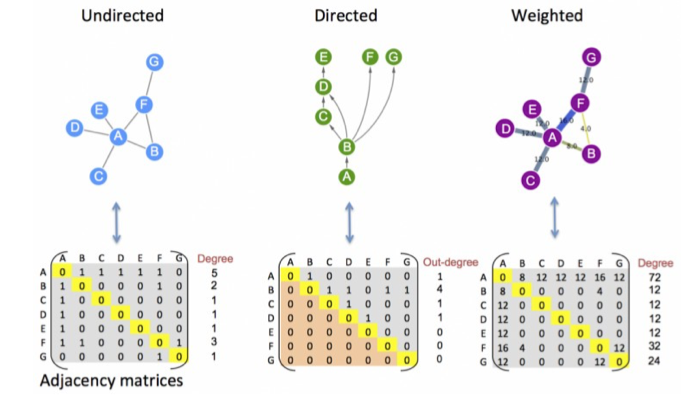 Undirected
Directed
Weighted
G
E
F
D
A
B
C
E
F
G
D
C
B
A
G
12.0
E
F
12.0
16.0
4.0
D
12.0
A
8.0
B
12.0
C
A B C D E F G Degree
A 0 1 1 1 1 1 0 5
B 1 0 0 0 0 1 0 2
C 1 0 0 0 0 0 0 1
D 1 0 0 0 0 0 0 1
E 1 0 0 0 0 0 0 1
F 1 1 0 0 0 0 1 3
G 0 0 0 0 0 1 0 1
A B C D E F G Out-degree
A 0 1 0 0 0 0 0 1
B 0 0 1 1 0 1 1 4
C 0 0 0 1 0 0 0 1
D 0 0 0 0 1 0 0 1
E 0 0 0 0 0 0 0 0
F 0 0 0 0 0 0 0 0
G 0 0 0 0 0 0 0 0
A B C D E F G Degree
A 0 8 12 12 12 16 12 72
B 8 0 0 0 0 4 0 12
C 12 0 0 0 0 0 0 12
D 12 0 0 0 0 0 0 12
E 12 0 0 0 0 0 0 12
F 16 4 0 0 0 0 12 32
G 12 0 0 0 0 12 0 24
Adjacency matrices